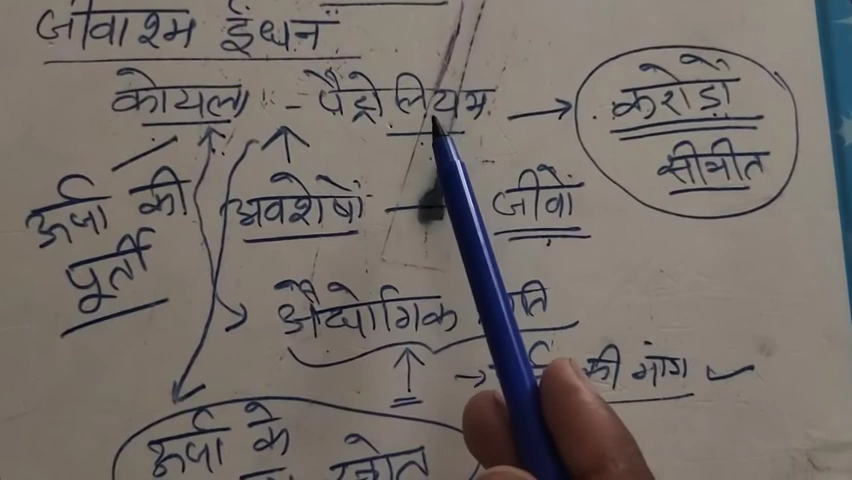 जीवाश्म ईंधन
कोयला - पैट्रोलियम → करोड़ों
सीमीत
ऊर्जा की अवशेषों - जीवों
पूर्ती
औद्योगिक
की मांग
ऊर्जा के
स्त्रोत